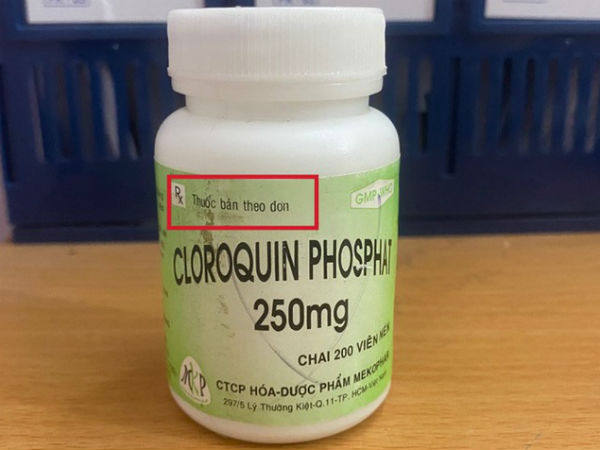 Rx Thuốc bán theo đơn
GMP-WHO
CLOROQUIN PHOSPHAT
250mg
CHAI 200 VIÊN NÉN
MKP
CTCP HÓA-DƯỢC PHẨM MEKOPHAR
297/5 Lý Thường Kiệt-Q.11-TP. HCM-Việt Nam